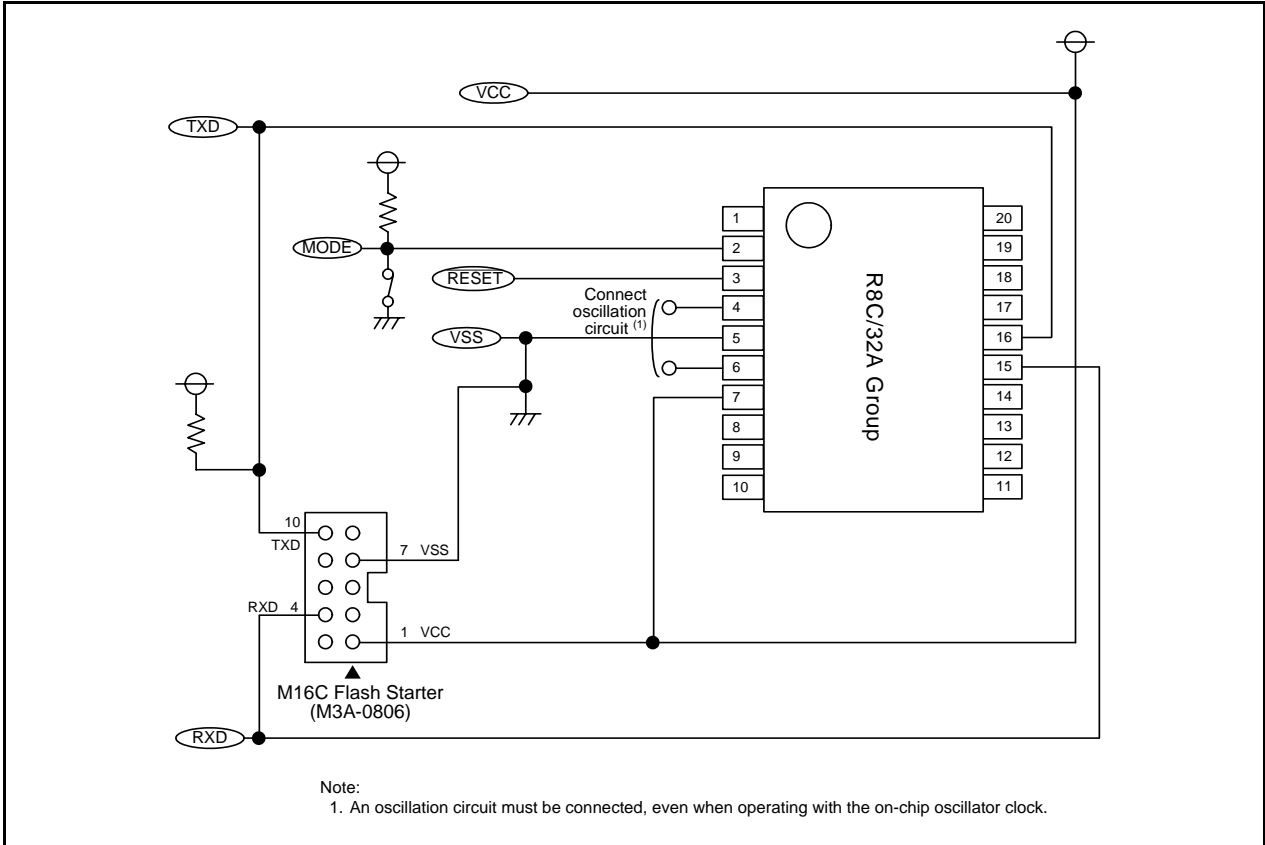 VCC
TXD
MODE
RESET
Connect
oscillation
circuit (1)
VSS
1
2
3
4
5
6
7
8
9
10
R8C/32A Group
20
19
18
17
16
15
14
13
12
11
10
TXD
7 VSS
RXD 4
1 VCC
M16C Flash Starter
(M3A-0806)
RXD
Note:
1. An oscillation circuit must be connected, even when operating with the on-chip oscillator clock.